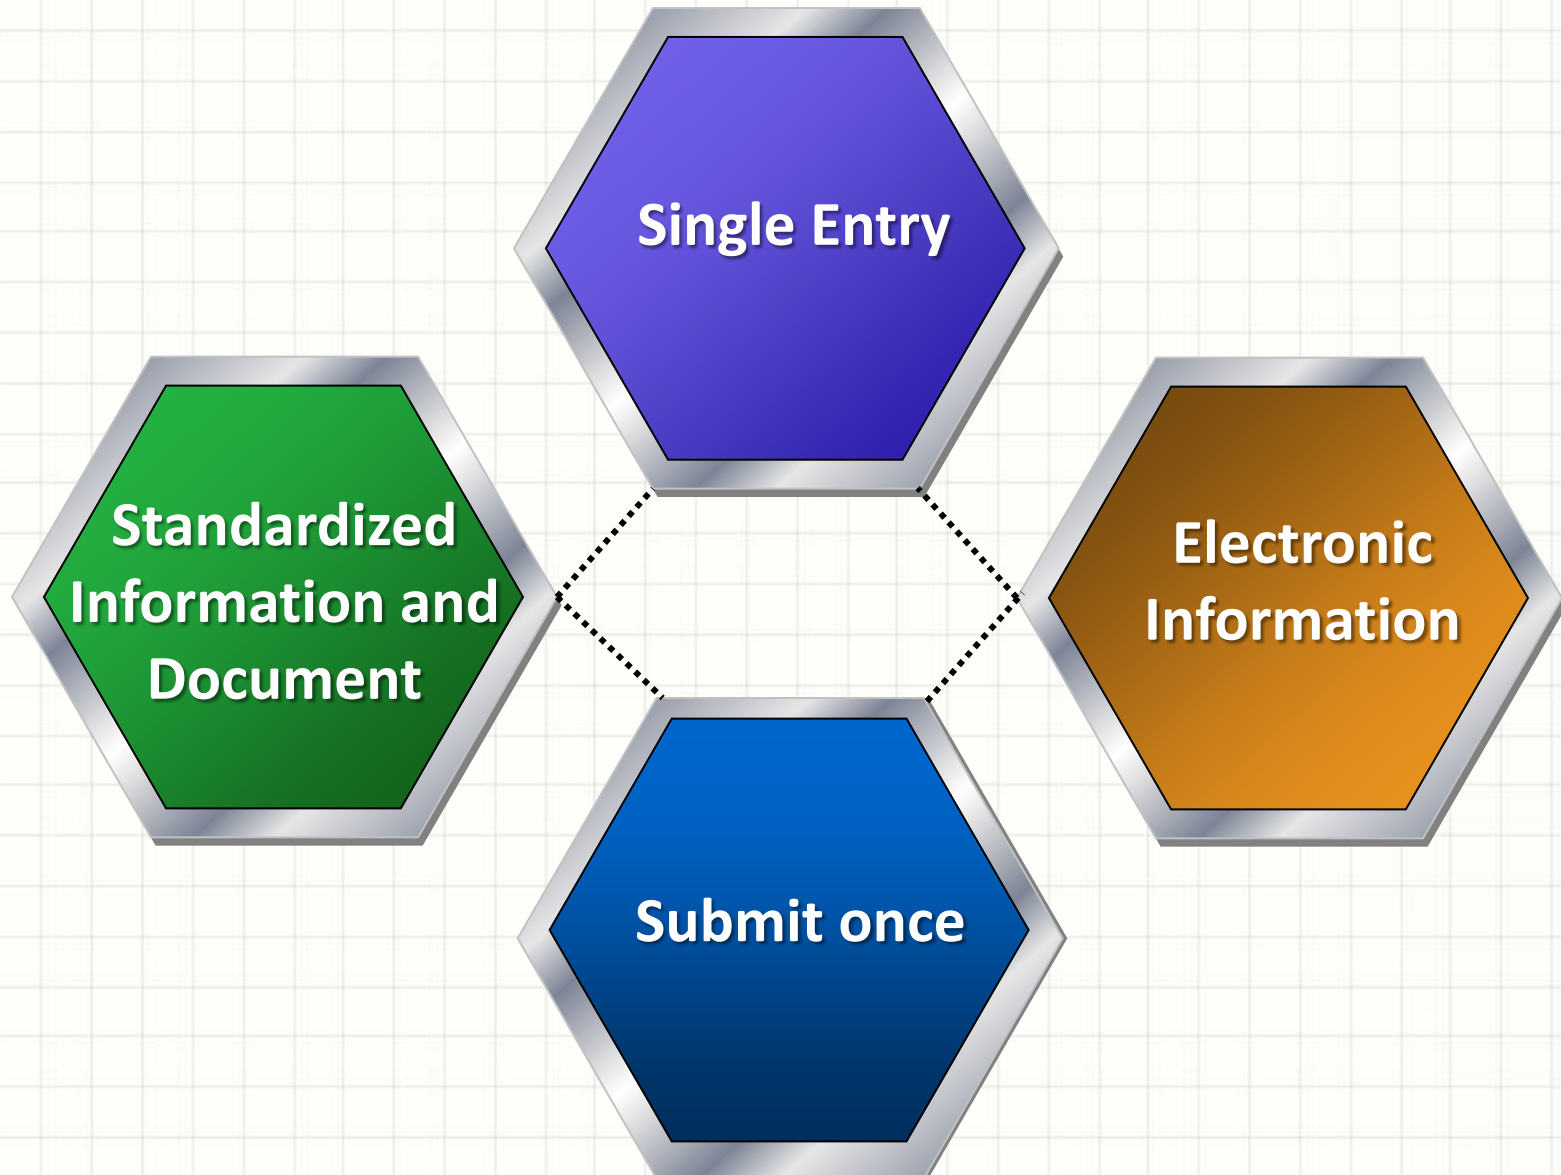 Single Entry
Standardized
Information and
Document
Electronic
Information
Submit once